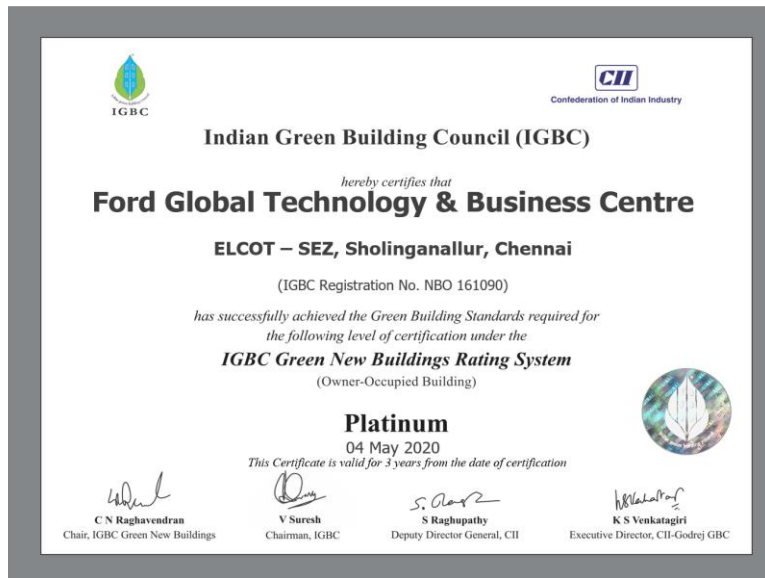 IGBC
CII
Confederation of Indian Industry
Indian Green Building Council (IGBC)
hereby certifies that
Ford Global Technology & Business Centre
ELCOT – SEZ, Sholinganallur, Chennai
(IGBC Registration No. NBO 161090)
has successfully achieved the Green Building Standards required for
the following level of certification under the
IGBC Green New Buildings Rating System
(Owner-Occupied Building)
Platinum
04 May 2020
This Certificate is valid for 3 years from the date of certification
C N Raghavendran
Chair, IGBC Green New Buildings
V Suresh
Chairman, IGBC
S Raghupathy
Deputy Director General, CII
K S Venkatagiri
Executive Director, CII-Godrej GBC